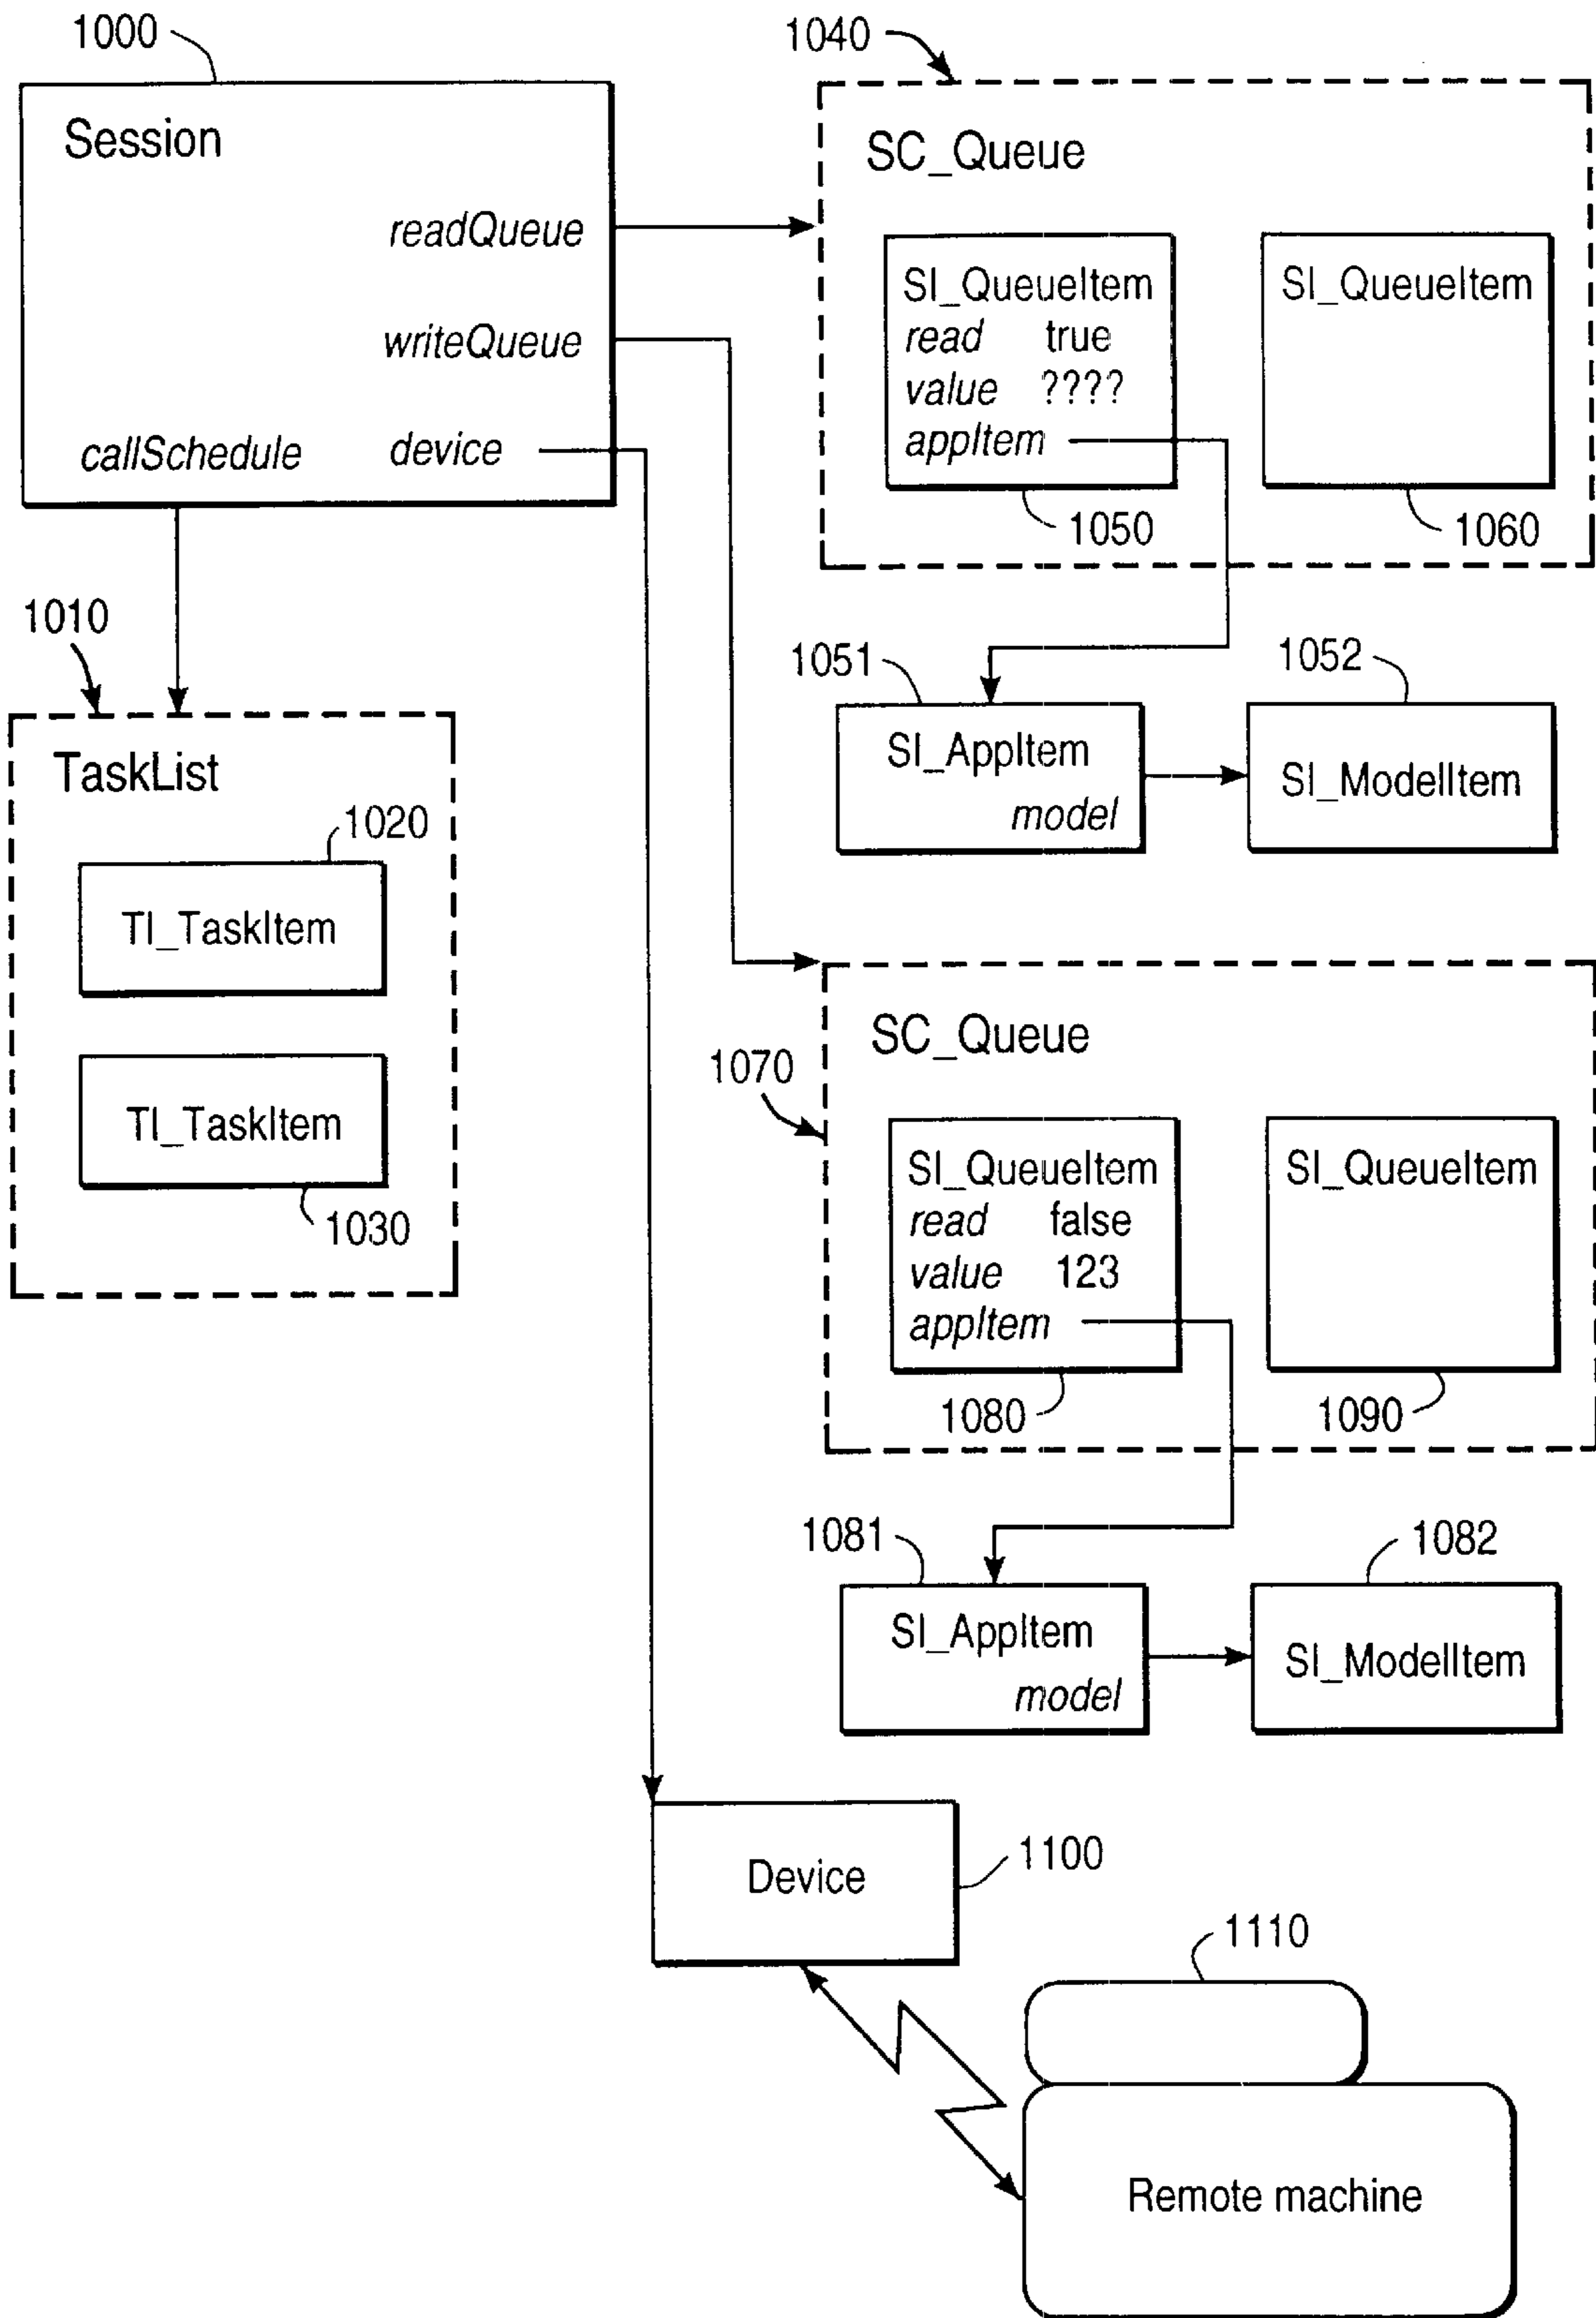 1000
Session
readQueue
writeQueue
callSchedule device
1040
SC_Queue
SI_QueueItem
read true
value ????
appItem
1050
SI_QueueItem
1060
1010
TaskList
1020
TI_TaskItem
TI_TaskItem
1030
1051
SI_AppItem
model
1052
SI_ModelItem
1070
SC_Queue
SI_QueueItem
read false
value 123
appItem
1080
SI_QueueItem
1090
1081
SI_AppItem
model
1082
SI_ModelItem
Device
1100
1110
Remote machine